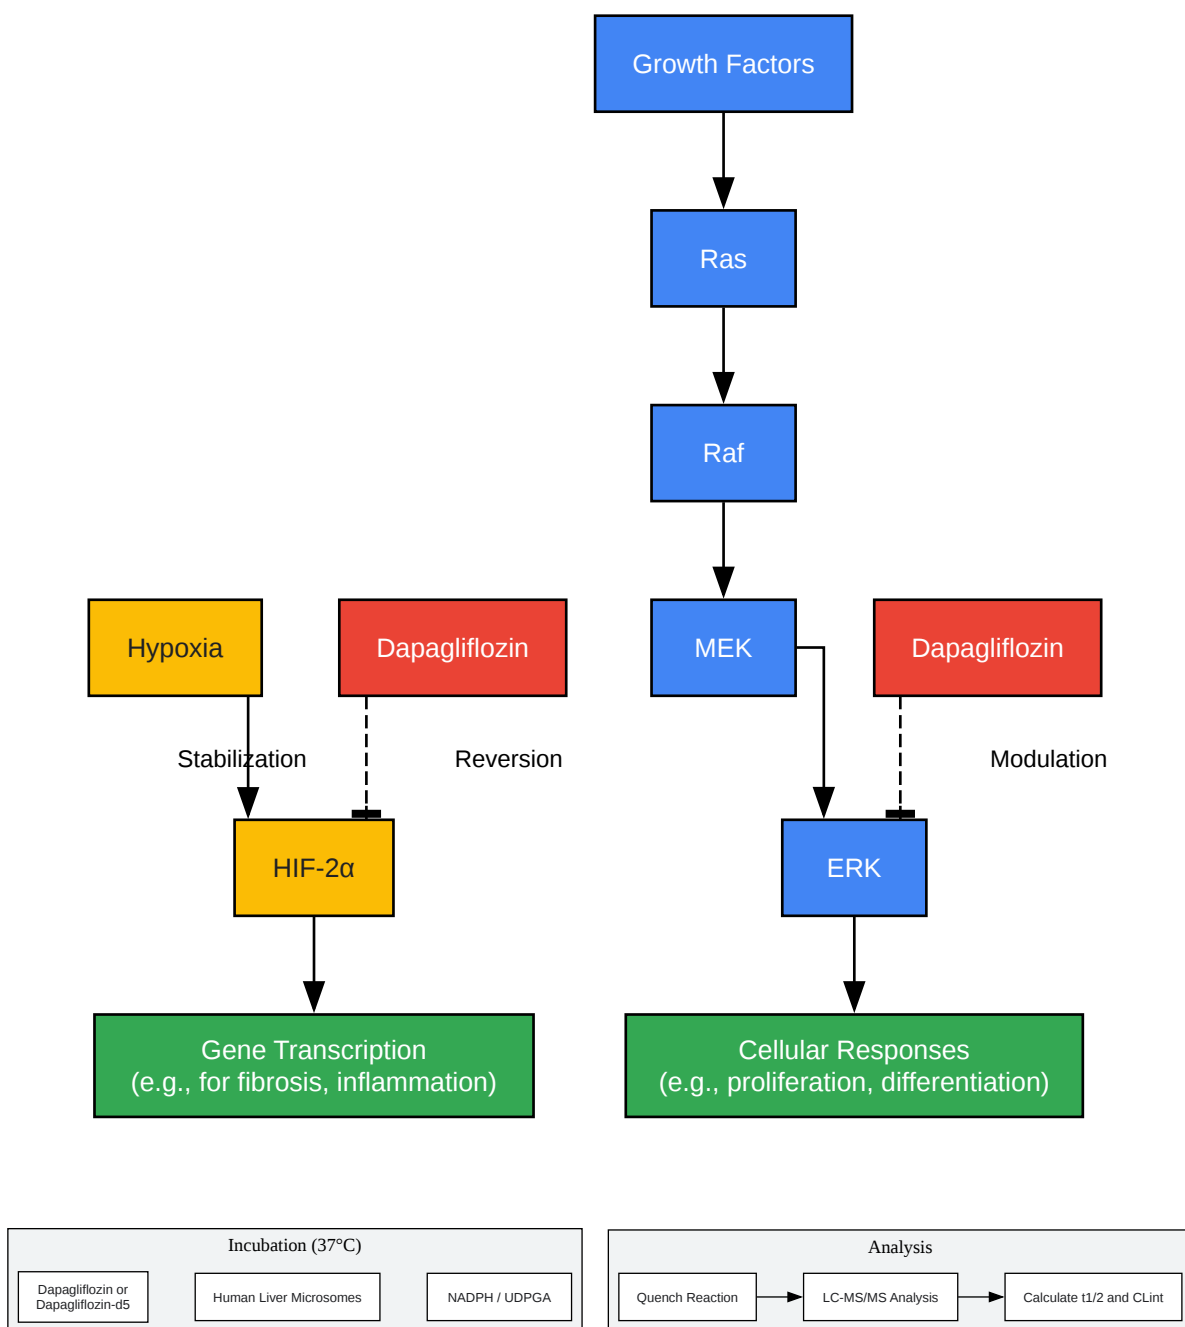 Growth Factors
Ras
Raf
Hypoxia
Dapagliflozin
MEK
Dapagliflozin
Stabilization
Reversion
Modulation
HIF-2α
ERK
Gene Transcription
(e.g., for fibrosis, inflammation)
Cellular Responses
(e.g., proliferation, differentiation)
Incubation (37°C)
Dapagliflozin or
Dapagliflozin-d5
Human Liver Microsomes
NADPH / UDPGA
Analysis
Quench Reaction
LC-MS/MS Analysis
Calculate t1/2 and CLint